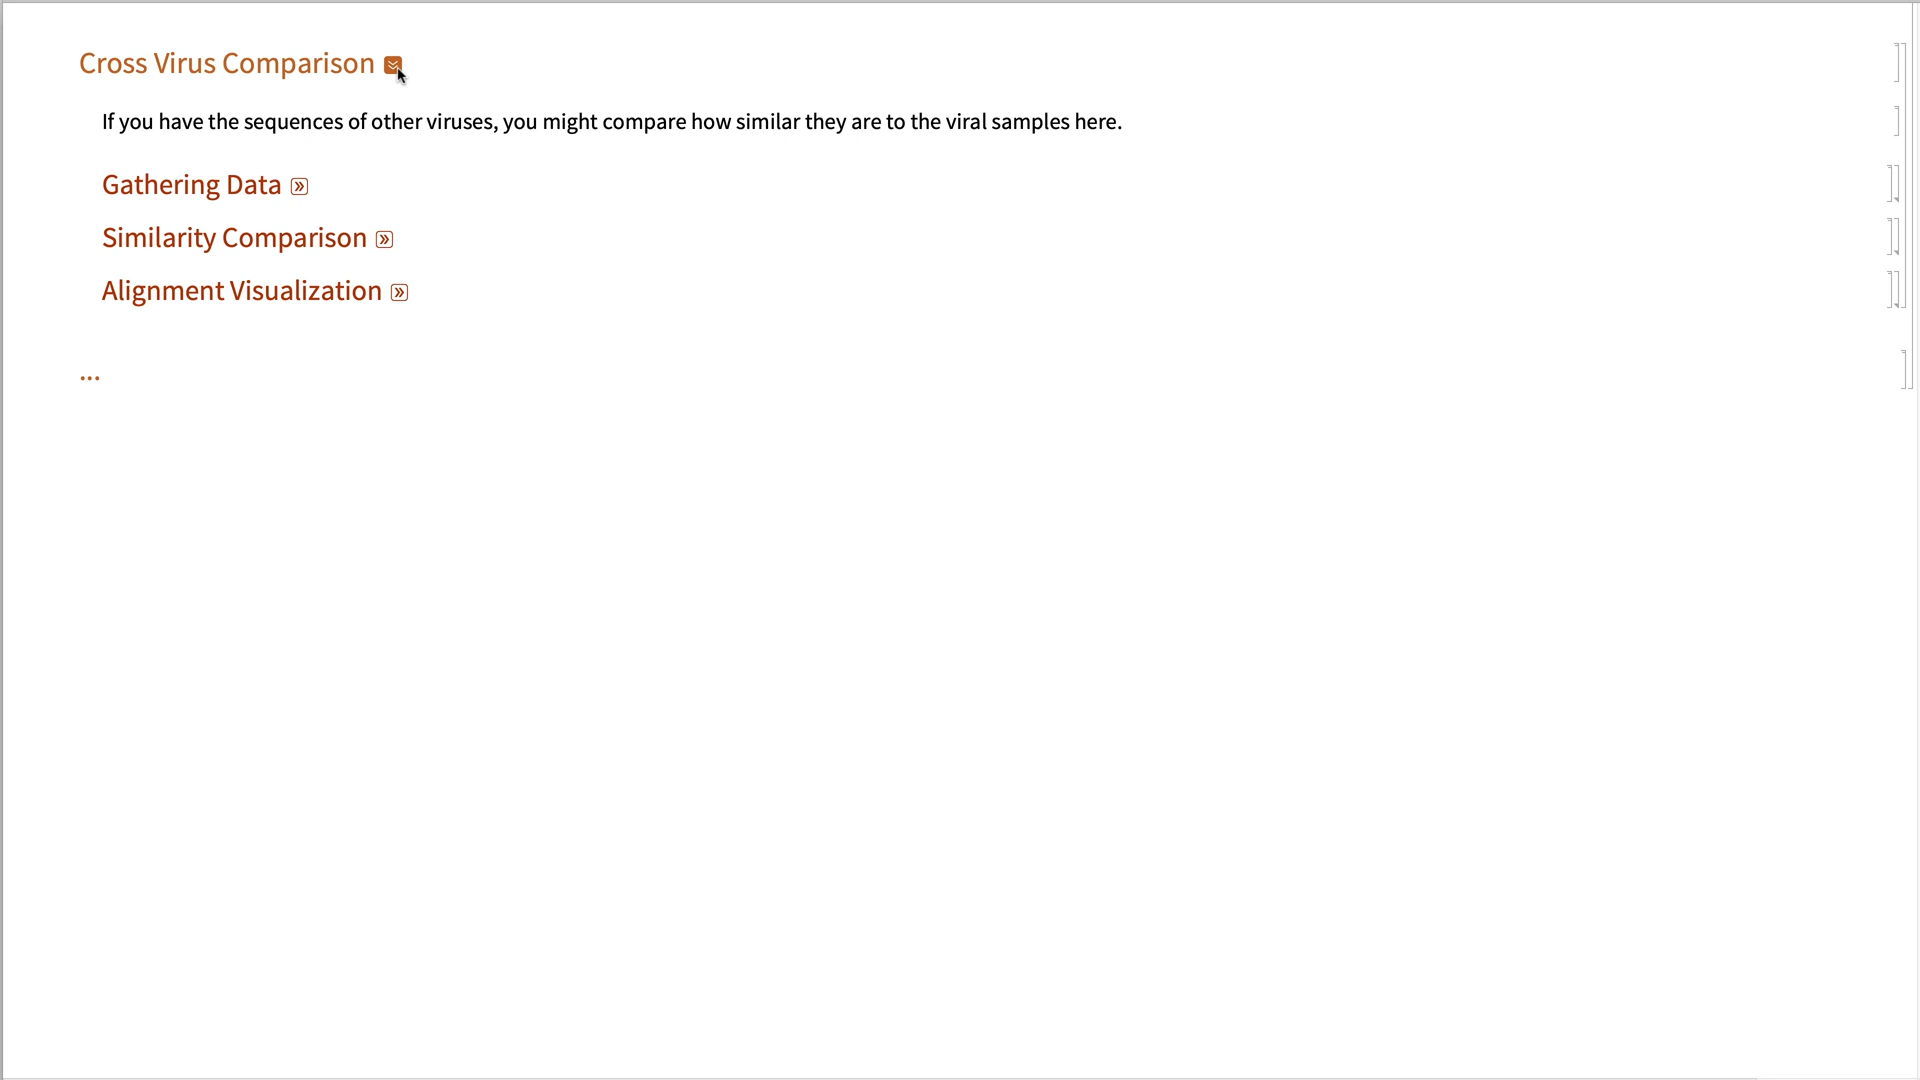 Cross Virus Comparison
If you have the sequences of other viruses, you might compare how similar they are to the viral samples here.
Gathering Data
Similarity Comparison
Alignment Visualization
...